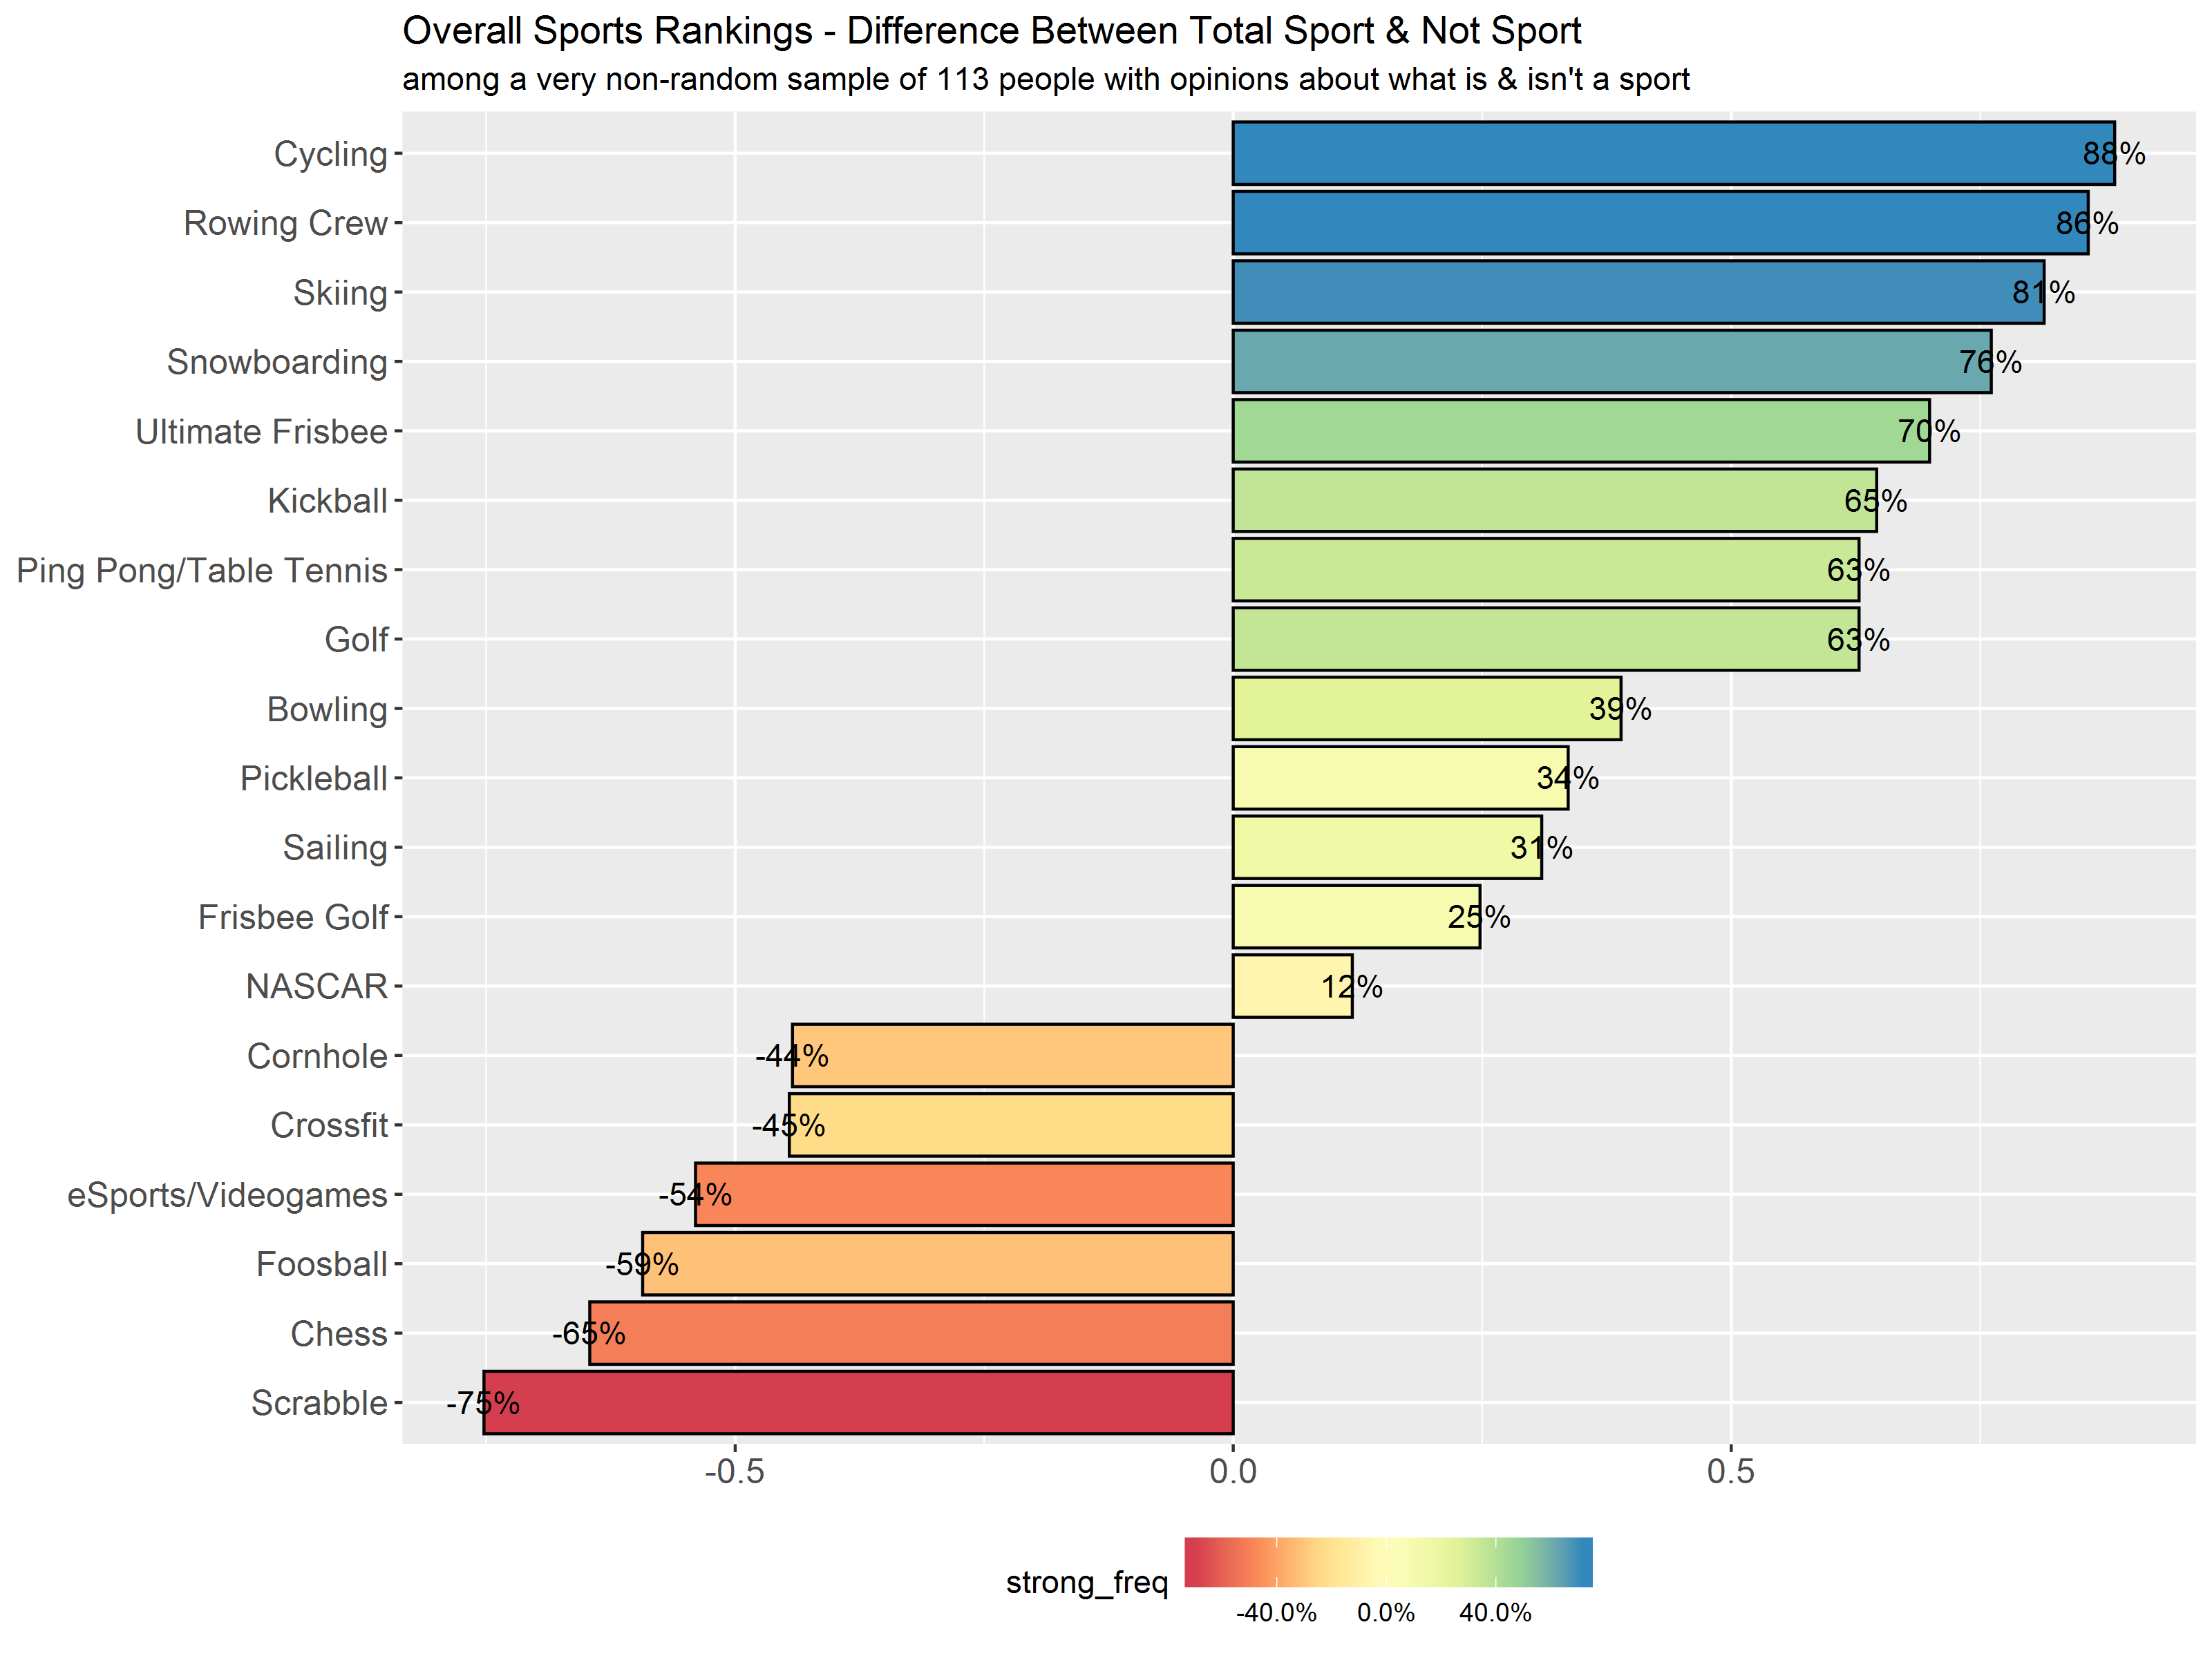 Overall Sports Rankings - Difference Between Total Sport & Not Sport
among a very non-random sample of 113 people with opinions about what is & isn't a sport
Cycling 88%
Rowing Crew 86%
Skiing 81%
Snowboarding 76%
Ultimate Frisbee 70%
Kickball 65%
Ping Pong/Table Tennis 63%
Golf 63%
Bowling 39%
Pickleball 34%
Sailing 31%
Frisbee Golf 25%
NASCAR 12%
Cornhole -44%
Crossfit -45%
eSports/Videogames -54%
Foosball -59%
Chess -65%
Scrabble -75%
-0.5 0.0 0.5
strong_freq
-40.0% 0.0% 40.0%